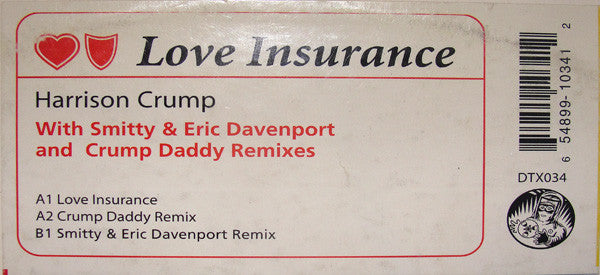 Love Insurance
Harrison Crump
With Smitty & Eric Davenport
and Crump Daddy Remixes
A1 Love Insurance
A2 Crump Daddy Remix
B1 Smitty & Eric Davenport Remix
6 54899-10341 2
DTX034